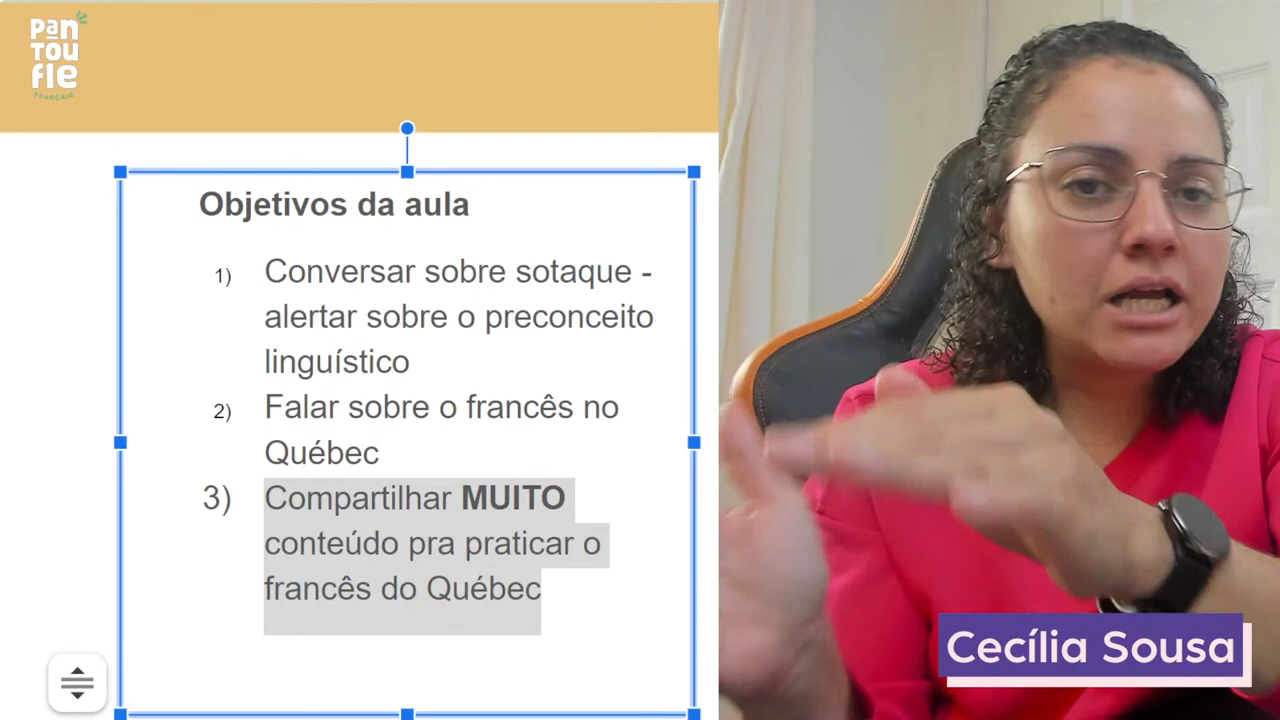 Pan
TOU
fle
FRANÇAIS
Objetivos da aula
1) Conversar sobre sotaque -
alertar sobre o preconceito
linguístico
2) Falar sobre o francês no
Québec
3) Compartilhar MUITO
conteúdo pra praticar o
francês do Québec
Cecília Sousa